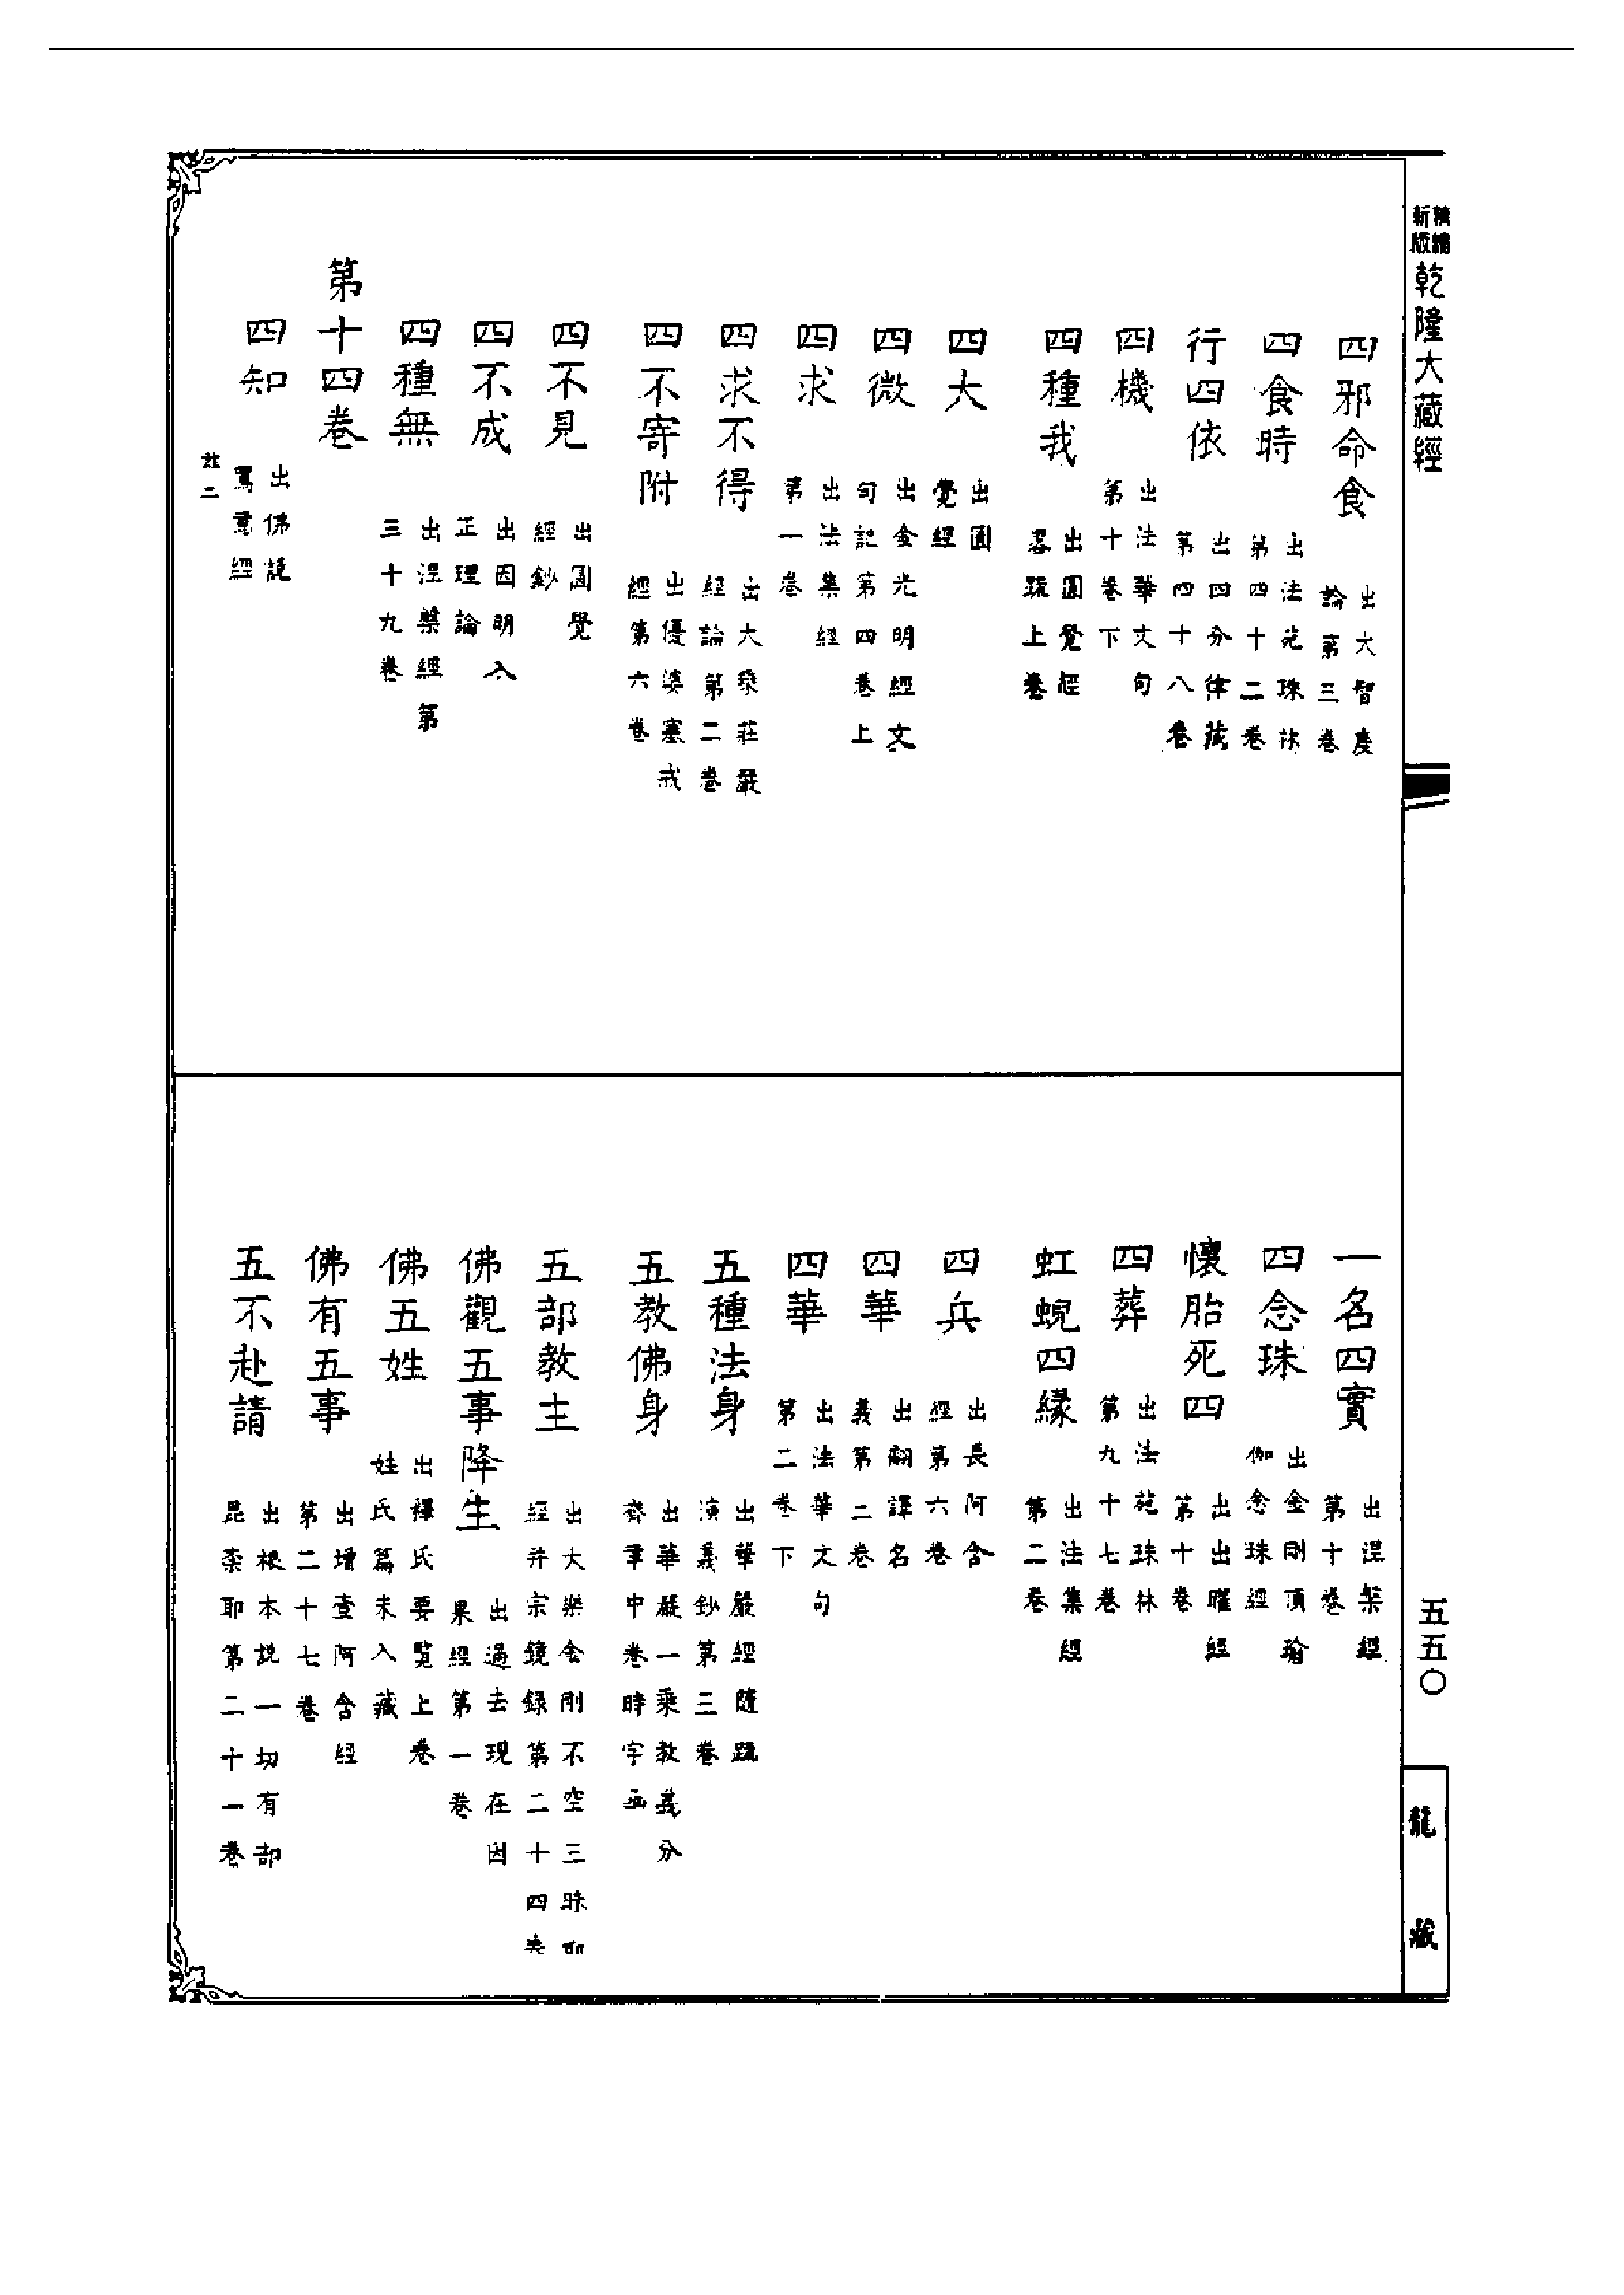 精編新版
乾隆大藏經
四邪命食 出大智度論第三卷
四食時 出法苑珠林第四十二卷
行四依 出四分律藏第四十八卷
四機 出法華文句第十卷下
四種我 出圓覺經畧疏上卷
四大 出圓覺經
四微 出金光明經文句記第四卷上
四求 出法集經第一卷
四求不得 出大乘莊嚴經論第二卷
四不寄附 出優婆塞戒經第六卷
四不見 出圓覺經鈔
四不成 出因明入正理論
四種無 出涅槃經第三十九卷
第十四卷
四知 出佛說罵意經
一名四實 出涅槃經第十卷
四念珠 出金剛頂瑜伽念珠經
懷胎死四 出出曜經第十卷
四葬 出法苑珠林第九十七卷
虹蜺四緣 出法集經第二卷
四兵 出長阿含經第六卷
四華 出翻譯名義第二卷
四華 出法華文句第二卷下
五種法身 出華嚴經隨疏演義鈔第三卷
五教佛身 出華嚴一乘教義分齊章中卷時字函
五部教主 出大樂金剛不空三昧耶經并宗鏡録第二十四卷
佛觀五事降生 出過去現在因果經第一卷
佛五姓 出釋氏要覧上卷姓氏篇未入藏
佛有五事 出增壹阿含經第二十七卷
五不赴請 出根本說一切有部毘柰耶第二十一卷
五五〇
龍藏